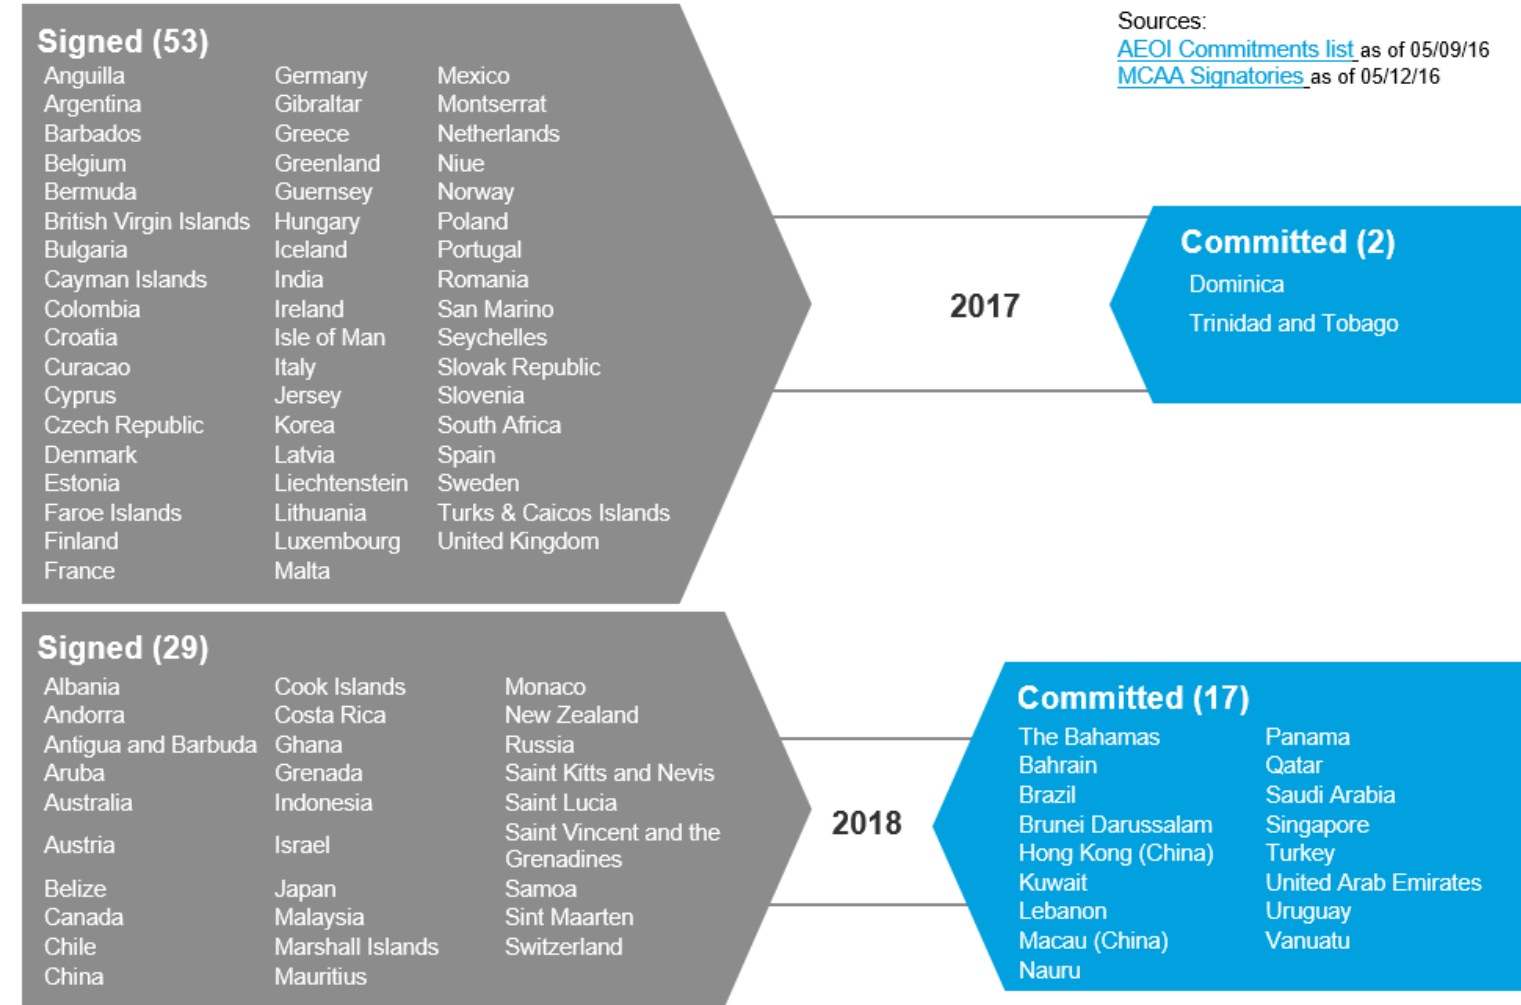 Signed (53)
Anguilla
Argentina
Barbados
Belgium
Bermuda
British Virgin Islands
Bulgaria
Cayman Islands
Colombia
Croatia
Curacao
Cyprus
Czech Republic
Denmark
Estonia
Faroe Islands
Finland
France
Germany
Gibraltar
Greece
Greenland
Guernsey
Hungary
Iceland
India
Ireland
Isle of Man
Italy
Jersey
Korea
Latvia
Liechtenstein
Lithuania
Luxembourg
Malta
Mexico
Montserrat
Netherlands
Niue
Norway
Poland
Portugal
Romania
San Marino
Seychelles
Slovak Republic
Slovenia
South Africa
Spain
Sweden
Turks & Caicos Islands
United Kingdom
Sources:
AEOI Commitments list as of 05/09/16
MCAA Signatories as of 05/12/16
2017
Committed (2)
Dominica
Trinidad and Tobago
Signed (29)
Albania
Andorra
Antigua and Barbuda
Aruba
Australia
Austria
Belize
Canada
Chile
China
Cook Islands
Costa Rica
Ghana
Grenada
Indonesia
Israel
Japan
Malaysia
Marshall Islands
Mauritius
Monaco
New Zealand
Russia
Saint Kitts and Nevis
Saint Lucia
Saint Vincent and the
Grenadines
Samoa
Sint Maarten
Switzerland
2018
Committed (17)
The Bahamas
Bahrain
Brazil
Brunei Darussalam
Hong Kong (China)
Kuwait
Lebanon
Macau (China)
Nauru
Panama
Qatar
Saudi Arabia
Singapore
Turkey
United Arab Emirates
Uruguay
Vanuatu